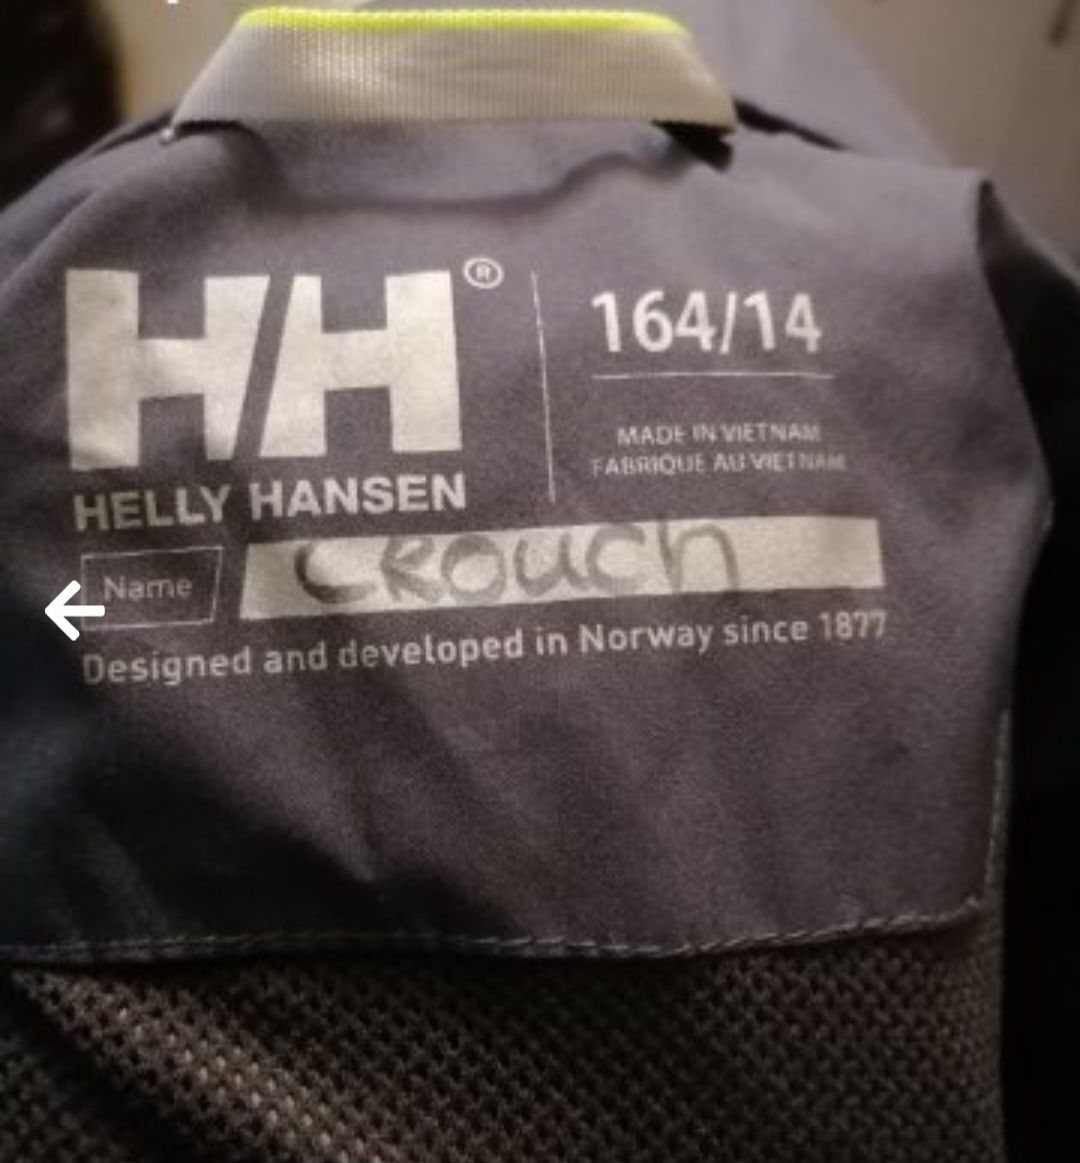 HH®
HELLY HANSEN
164/14
MADE IN VIETNAM
FABRIQUE AU VIETNAM
Name CROUCh
Designed and developed in Norway since 1877